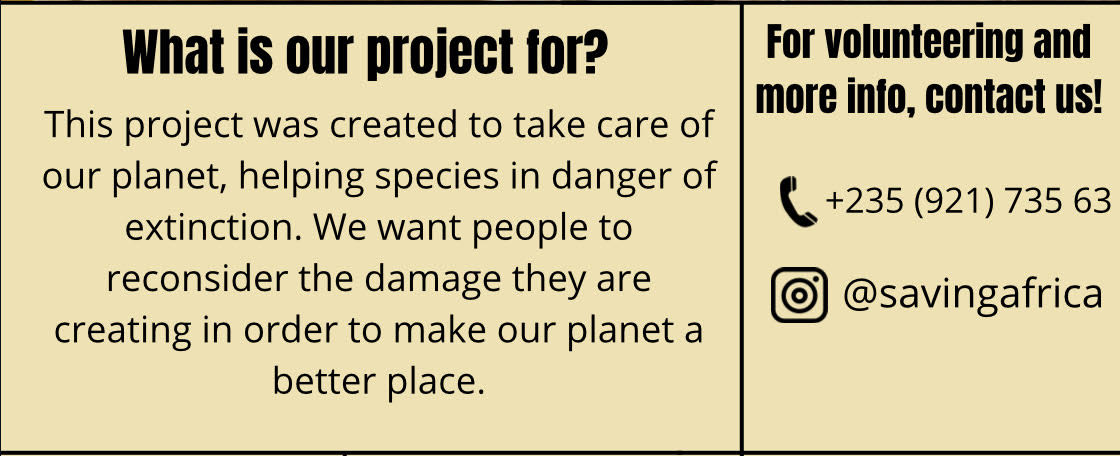 What is our project for?
This project was created to take care of
our planet, helping species in danger of
extinction. We want people to
reconsider the damage they are
creating in order to make our planet a
better place.
For volunteering and
more info, contact us!
+235 (921) 735 63
@savingafrica